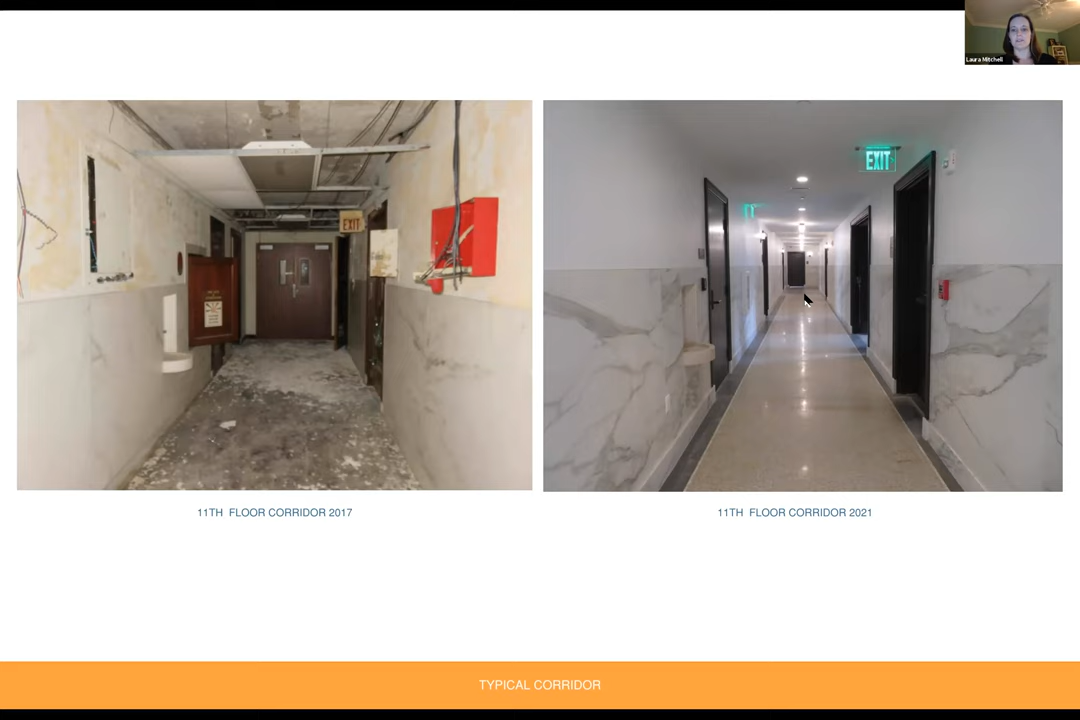 Laura Mitchell
EXIT
EXIT
11TH FLOOR CORRIDOR 2017
11TH FLOOR CORRIDOR 2021
TYPICAL CORRIDOR